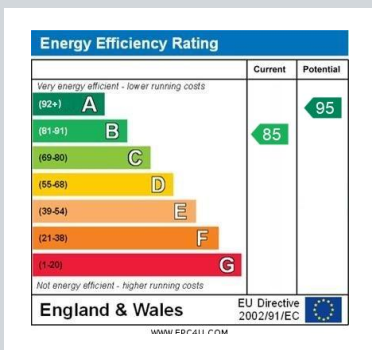 Energy Efficiency Rating
Current Potential
Very energy efficient - lower running costs
(92+) A
95
(81-91) B
85
(69-80) C
(55-68) D
(39-54) E
(21-38) F
(1-20) G
Not energy efficient - higher running costs
England & Wales
EU Directive
2002/91/EC
WWW.EPC4U.COM